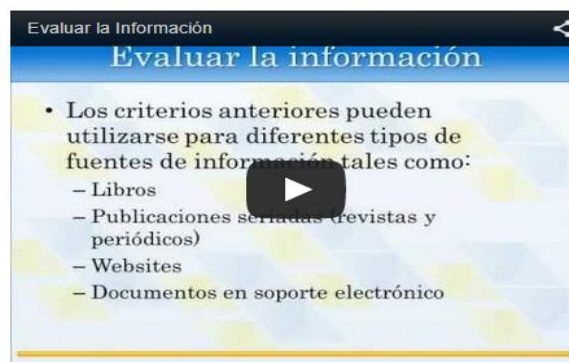 Evaluar la Información
Evaluar la información
• Los criterios anteriores pueden
utilizarse para diferentes tipos de
fuentes de información tales como:
– Libros
– Publicaciones seriadas (revistas y
periódicos)
– Websites
– Documentos en soporte electrónico